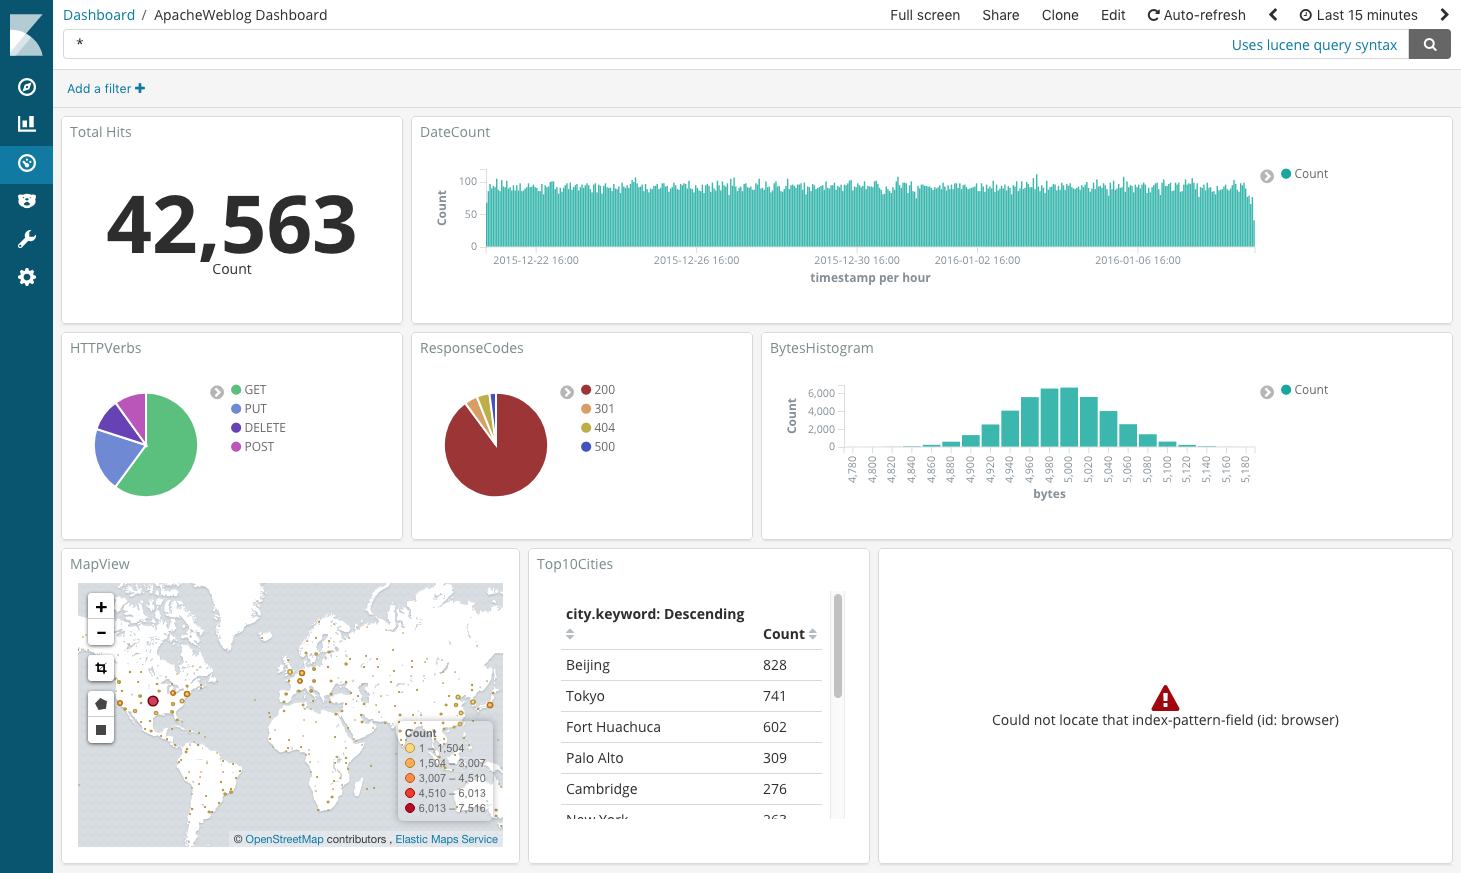 Dashboard / ApacheWeblog Dashboard
Full screen Share Clone Edit Auto-refresh Last 15 minutes
*
Uses lucene query syntax
Add a filter
Total Hits
42,563
Count
DateCount
Count
100
50
0
2015-12-22 16:00 2015-12-26 16:00 2015-12-30 16:00 2016-01-02 16:00 2016-01-06 16:00
timestamp per hour
Count
HTTPVerbs
GET
PUT
DELETE
POST
ResponseCodes
200
301
404
500
BytesHistogram
Count
6,000
4,000
2,000
0
4,780 4,800 4,820 4,840 4,860 4,880 4,900 4,920 4,940 4,960 4,980 5,000 5,020 5,040 5,060 5,080 5,100 5,120 5,140 5,160 5,180
bytes
Count
MapView
+
−
Count
1 – 1,504
1,504 – 3,007
3,007 – 4,510
4,510 – 6,013
6,013 – 7,516
© OpenStreetMap contributors , Elastic Maps Service
Top10Cities
city.keyword: Descending
Count
Beijing 828
Tokyo 741
Fort Huachuca 602
Palo Alto 309
Cambridge 276
New York 263
Could not locate that index-pattern-field (id: browser)